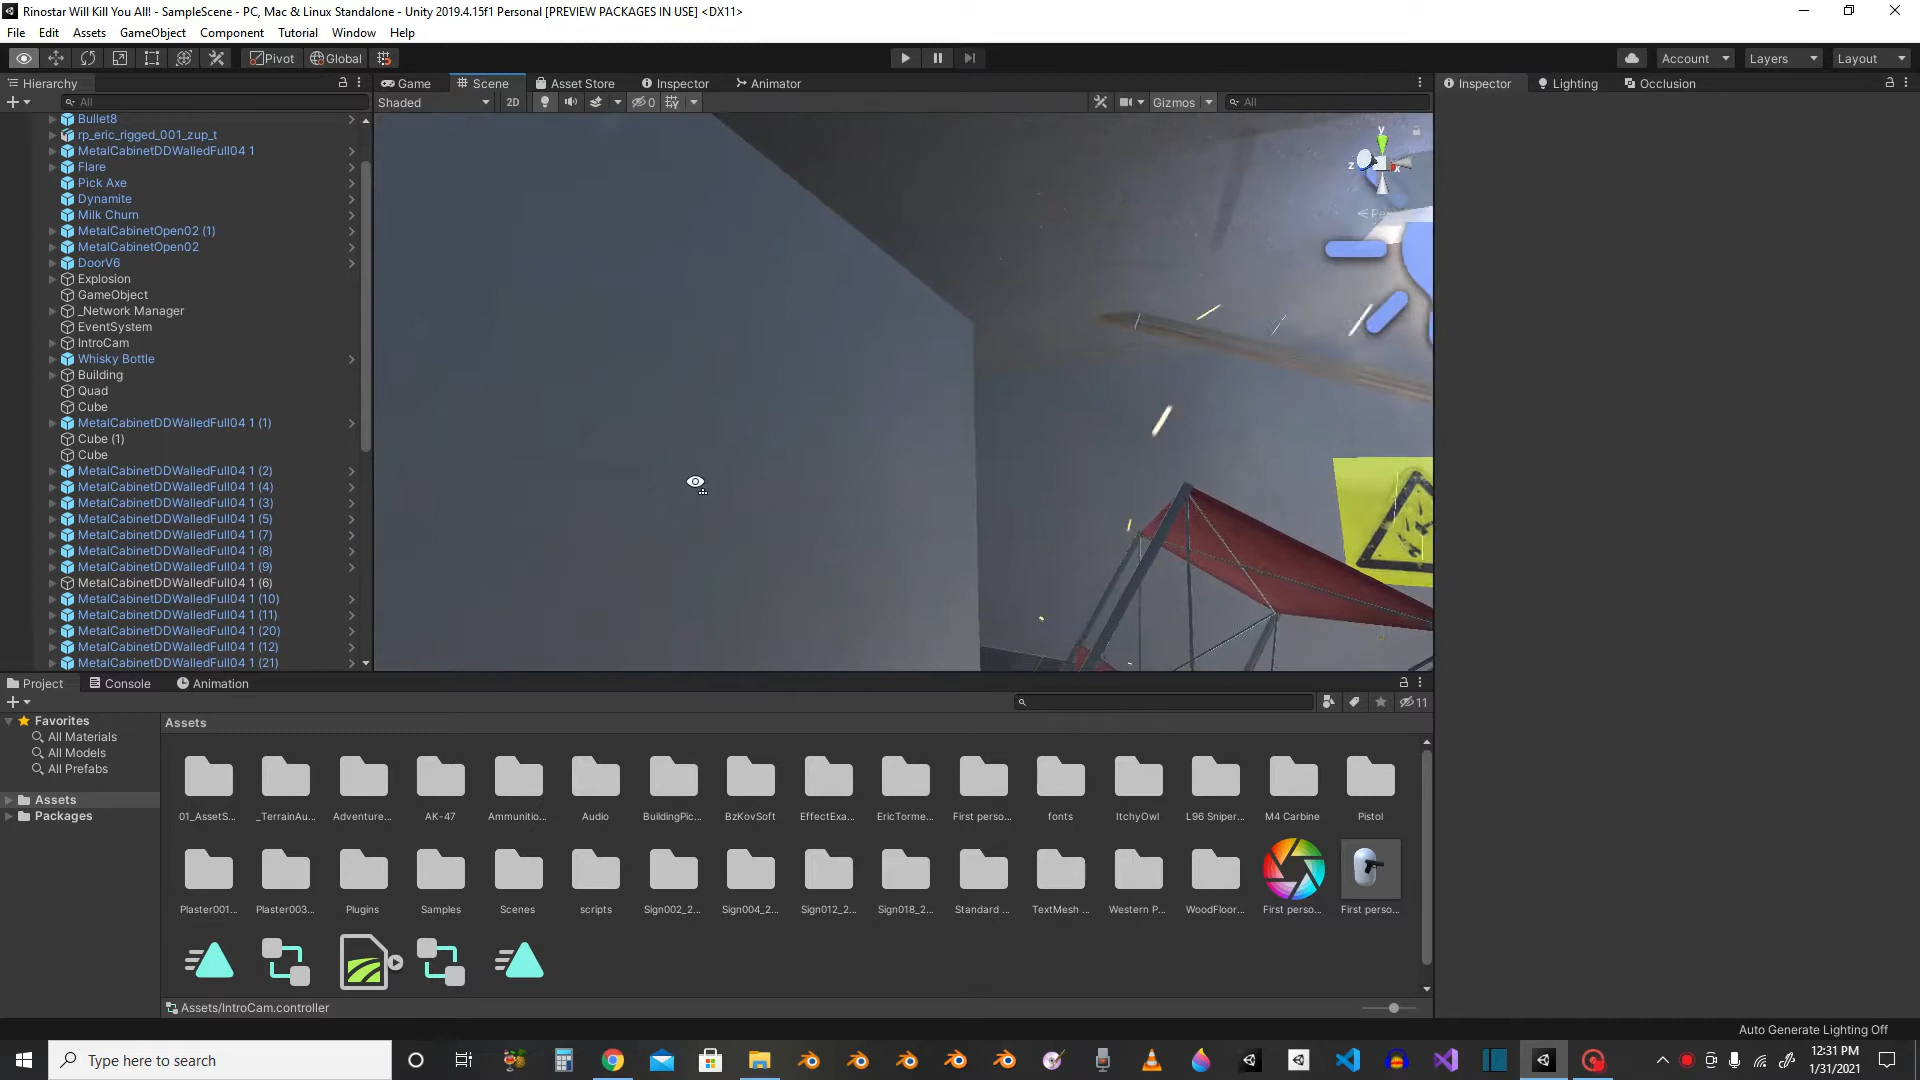 Rinostar Will Kill You All! - SampleScene - PC, Mac & Linux Standalone - Unity 2019.4.15f1 Personal [PREVIEW PACKAGES IN USE] <DX11>
File Edit Assets GameObject Component Tutorial Window Help
Pivot Global Account Layers Layout
Hierarchy Game Scene Asset Store Inspector Animator Inspector Lighting Occlusion
All Shaded 2D 0 Gizmos All
Bullet8
rp_eric_rigged_001_zup_t
MetalCabinetDDWalledFull04 1
Flare
Pick Axe
Dynamite
Milk Churn
MetalCabinetOpen02 (1)
MetalCabinetOpen02
DoorV6
Explosion
GameObject
_Network Manager
EventSystem
IntroCam
Whisky Bottle
Building
Quad
Cube
MetalCabinetDDWalledFull04 1 (1)
Cube (1)
Cube
MetalCabinetDDWalledFull04 1 (2)
MetalCabinetDDWalledFull04 1 (4)
MetalCabinetDDWalledFull04 1 (3)
MetalCabinetDDWalledFull04 1 (5)
MetalCabinetDDWalledFull04 1 (7)
MetalCabinetDDWalledFull04 1 (8)
MetalCabinetDDWalledFull04 1 (9)
MetalCabinetDDWalledFull04 1 (6)
MetalCabinetDDWalledFull04 1 (10)
MetalCabinetDDWalledFull04 1 (11)
MetalCabinetDDWalledFull04 1 (20)
MetalCabinetDDWalledFull04 1 (12)
MetalCabinetDDWalledFull04 1 (21)
y
z x
Project Console Animation
11
Favorites
All Materials
All Models
All Prefabs
Assets
Packages
Assets
01_AssetS... _TerrainAu... Adventure... AK-47 Ammunitio... Audio BuildingPic... BzKovSoft EffectExa... EricTorme... First perso... fonts ItchyOwl L96 Sniper... M4 Carbine Pistol
Plaster001... Plaster003... Plugins Samples Scenes scripts Sign002_2... Sign004_2... Sign012_2... Sign018_2... Standard ... TextMesh ... Western P... WoodFloor... First perso... First perso...
Assets/IntroCam.controller
Auto Generate Lighting Off
Type here to search
12:31 PM
1/31/2021